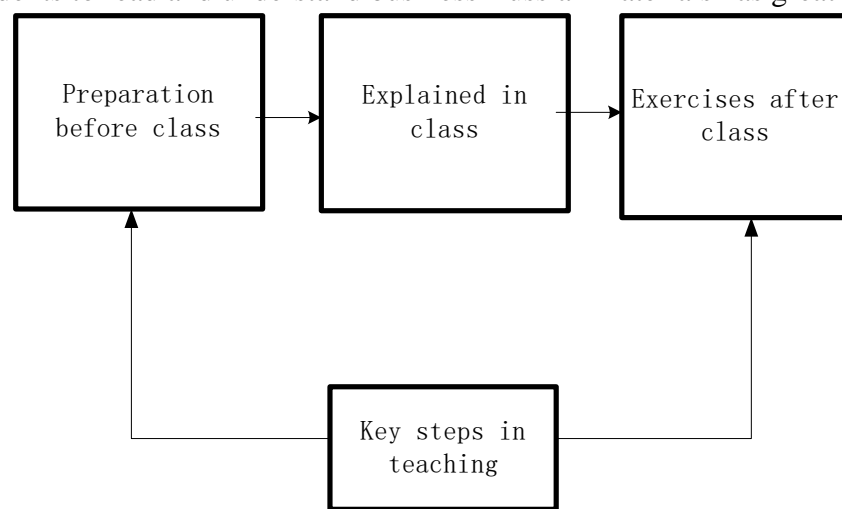 Preparation
before class
Explained in
class
Exercises after
class
Key steps in
teaching